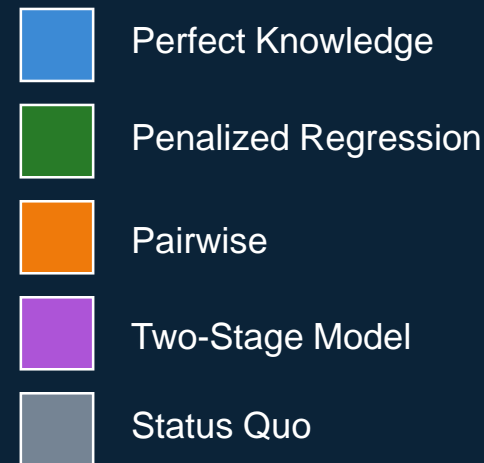 Perfect Knowledge
Penalized Regression
Pairwise
Two-Stage Model
Status Quo